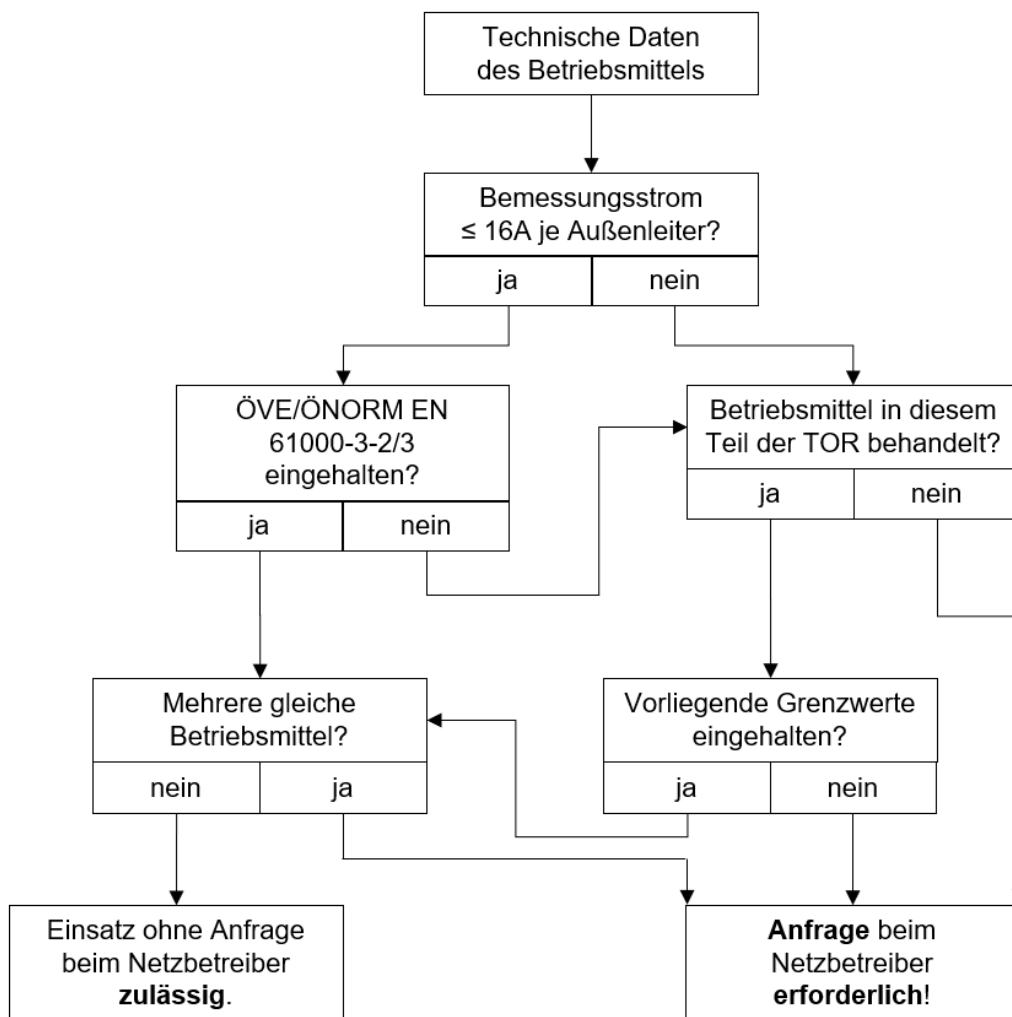 Technische Daten
des Betriebsmittels
Bemessungsstrom
≤ 16A je Außenleiter?
ja
nein
ÖVE/ÖNORM EN
61000-3-2/3
eingehalten?
ja
nein
Betriebsmittel in diesem
Teil der TOR behandelt?
ja
nein
Mehrere gleiche
Betriebsmittel?
nein
ja
Vorliegende Grenzwerte
eingehalten?
ja
nein
Einsatz ohne Anfrage
beim Netzbetreiber
zulässig.
Anfrage beim
Netzbetreiber
erforderlich!